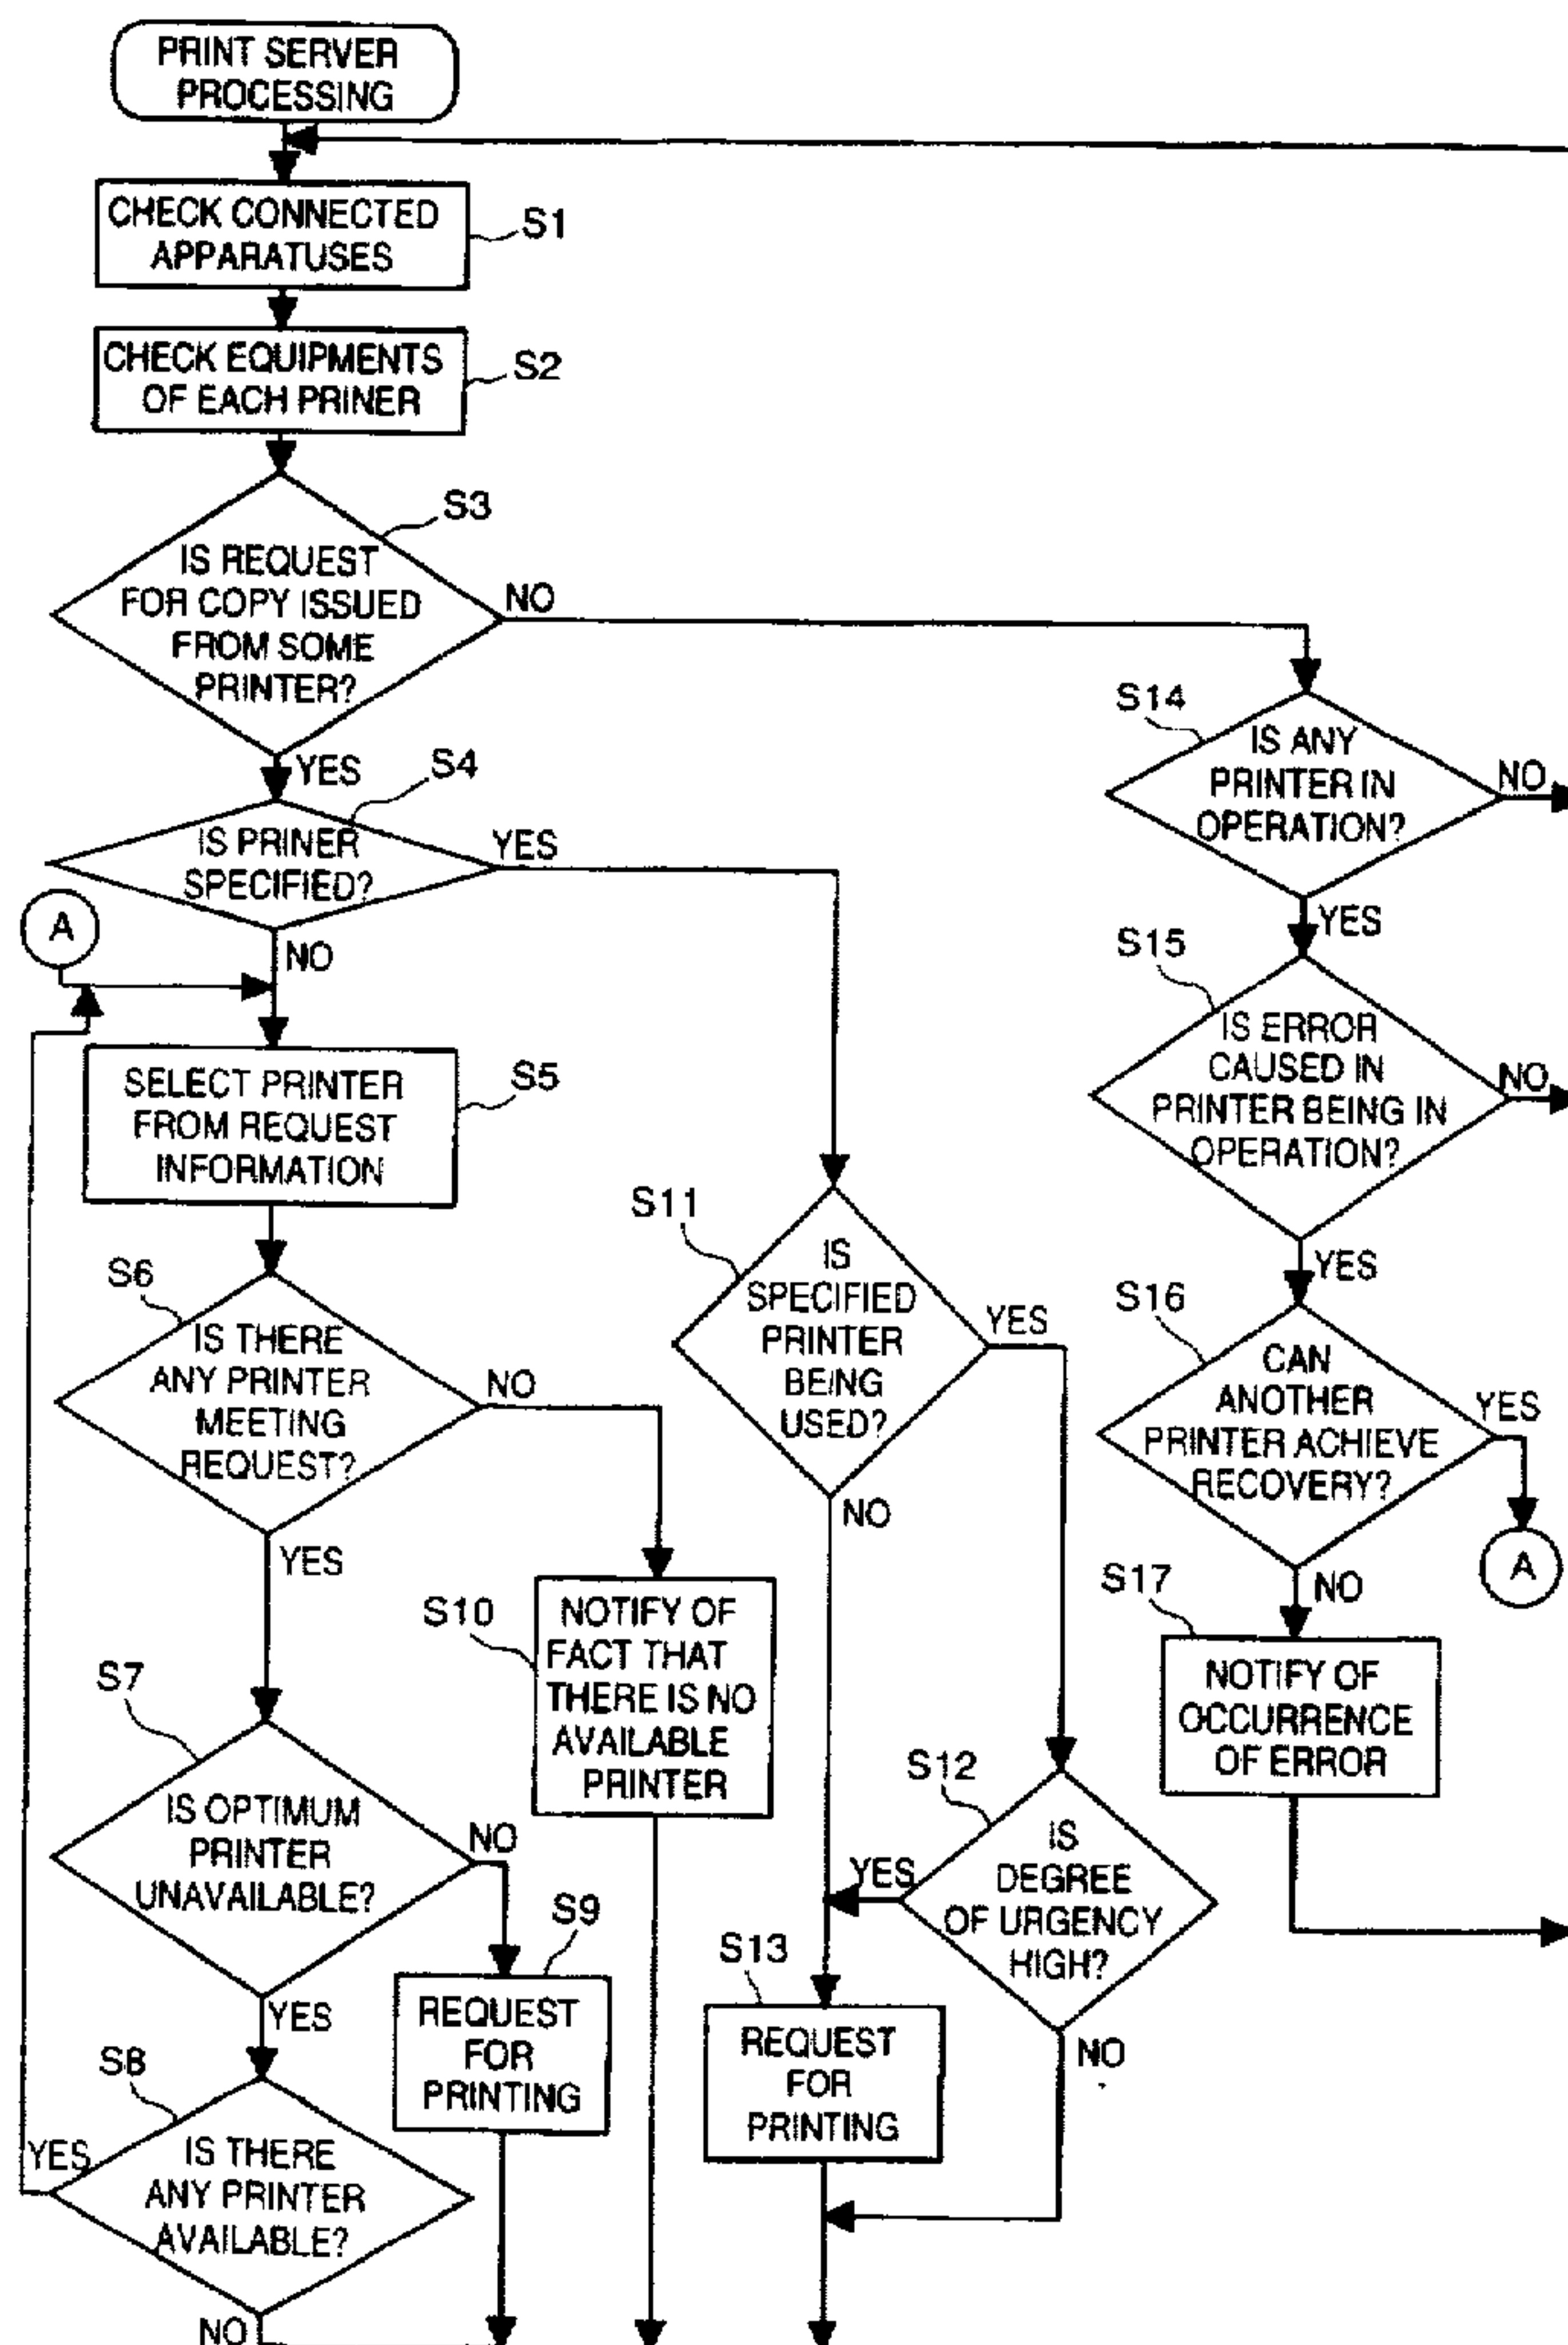 PRINT SERVER
PROCESSING
CHECK CONNECTED
APPARATUSES
S1
CHECK EQUIPMENTS
OF EACH PRINER
S2
S3
IS REQUEST
FOR COPY ISSUED
FROM SOME
PRINTER?
NO
YES
S4
IS PRINER
SPECIFIED?
YES
NO
A
SELECT PRINTER
FROM REQUEST
INFORMATION
S5
S6
IS THERE
ANY PRINTER
MEETING
REQUEST?
NO
YES
S7
IS OPTIMUM
PRINTER
UNAVAILABLE?
NO
YES
S8
IS THERE
ANY PRINTER
AVAILABLE?
YES
NO
S9
REQUEST
FOR
PRINTING
S10
NOTIFY OF
FACT THAT
THERE IS NO
AVAILABLE
PRINTER
S11
IS
SPECIFIED
PRINTER
BEING
USED?
YES
NO
S12
IS
DEGREE
OF URGENCY
HIGH?
YES
NO
S13
REQUEST
FOR
PRINTING
S14
IS ANY
PRINTER IN
OPERATION?
NO
YES
S15
IS ERROR
CAUSED IN
PRINTER BEING IN
OPERATION?
NO
YES
S16
CAN
ANOTHER
PRINTER ACHIEVE
RECOVERY?
YES
A
NO
S17
NOTIFY OF
OCCURRENCE
OF ERROR